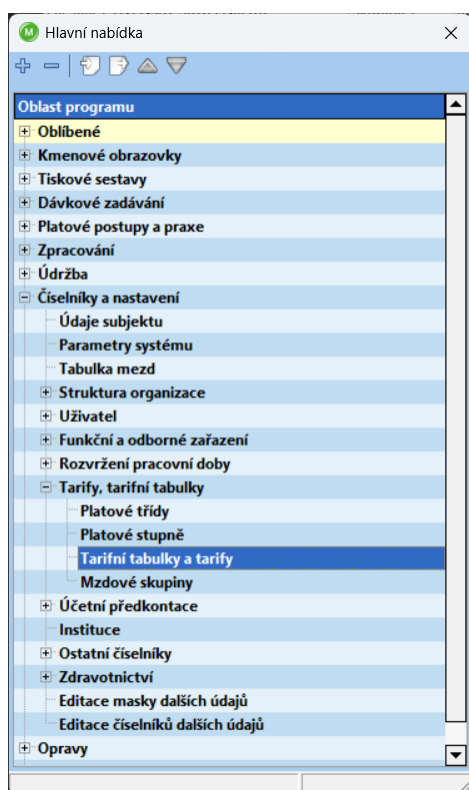 Hlavní nabídka
Oblast programu
Oblíbené
Kmenové obrazovky
Tiskové sestavy
Dávkové zadávání
Platové postupy a praxe
Zpracování
Údržba
Číselníky a nastavení
Údaje subjektu
Parametry systému
Tabulka mezd
Struktura organizace
Uživatel
Funkční a odborné zařazení
Rozvržení pracovní doby
Tarify, tarifní tabulky
Platové třídy
Platové stupně
Tarifní tabulky a tarify
Mzdové skupiny
Účetní předkontace
Instituce
Ostatní číselníky
Zdravotnictví
Editace masky dalších údajů
Editace číselníků dalších údajů
Opravy